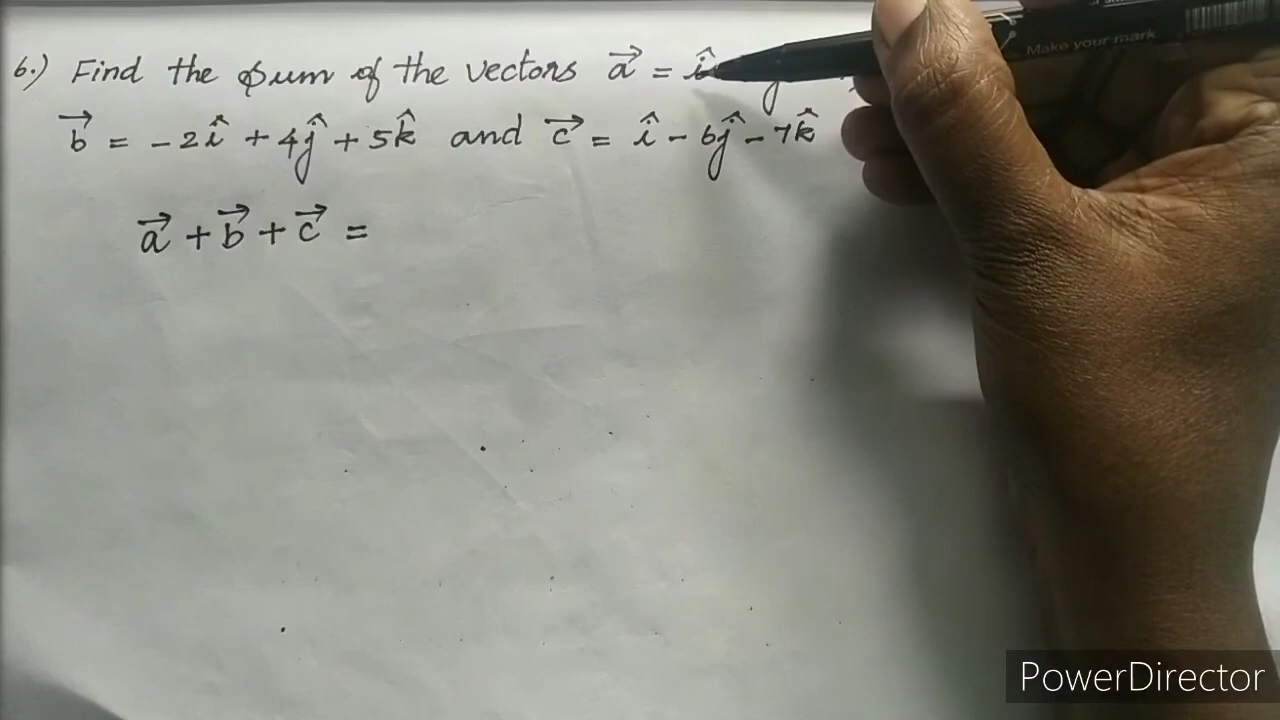 6.) Find the sum of the vectors a⃗ = î
b⃗ = -2î + 4ĵ + 5k̂ and c⃗ = î - 6ĵ - 7k̂
a⃗ + b⃗ + c⃗ =
Make your mark
PowerDirector